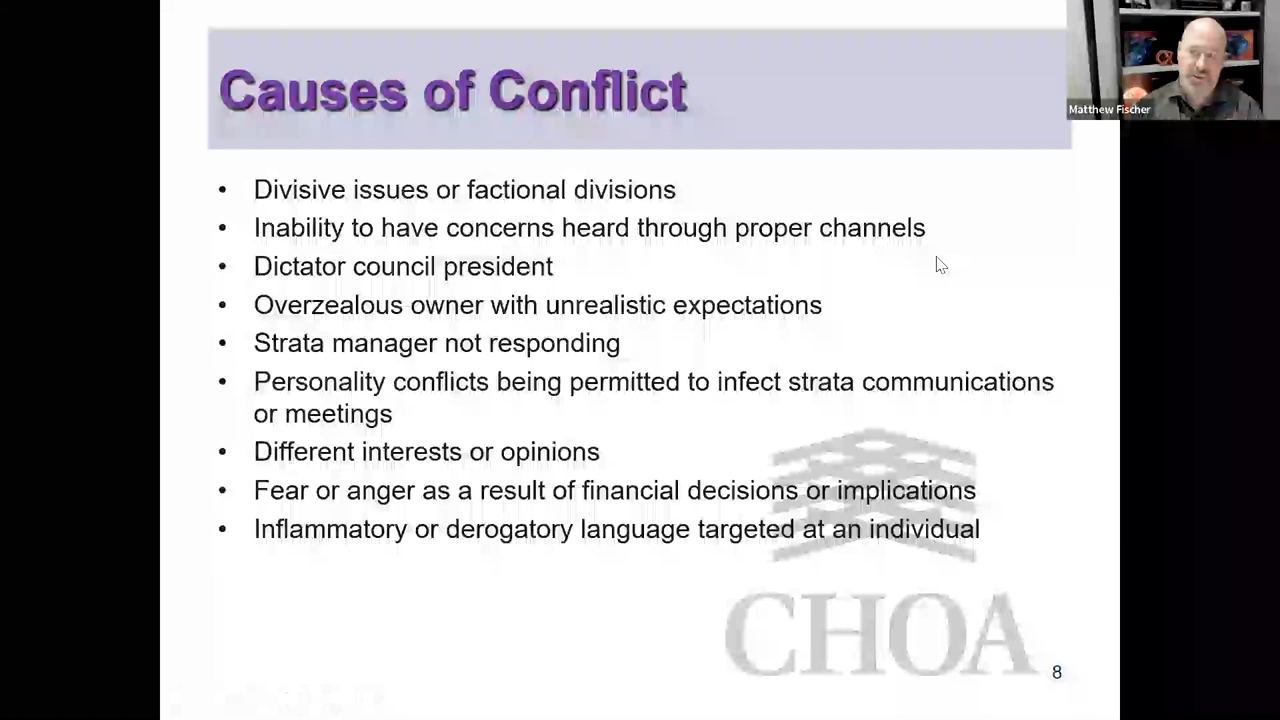 Causes of Conflict
Matthew Fischer
• Divisive issues or factional divisions
• Inability to have concerns heard through proper channels
• Dictator council president
• Overzealous owner with unrealistic expectations
• Strata manager not responding
• Personality conflicts being permitted to infect strata communications
or meetings
• Different interests or opinions
• Fear or anger as a result of financial decisions or implications
• Inflammatory or derogatory language targeted at an individual
CHOA
8